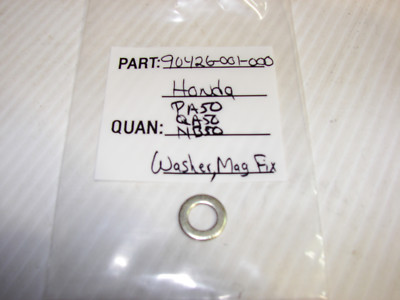 PART: 90426-001-000
Honda
PA50
QA50
QUAN: NB50
Washer, Mag Fix